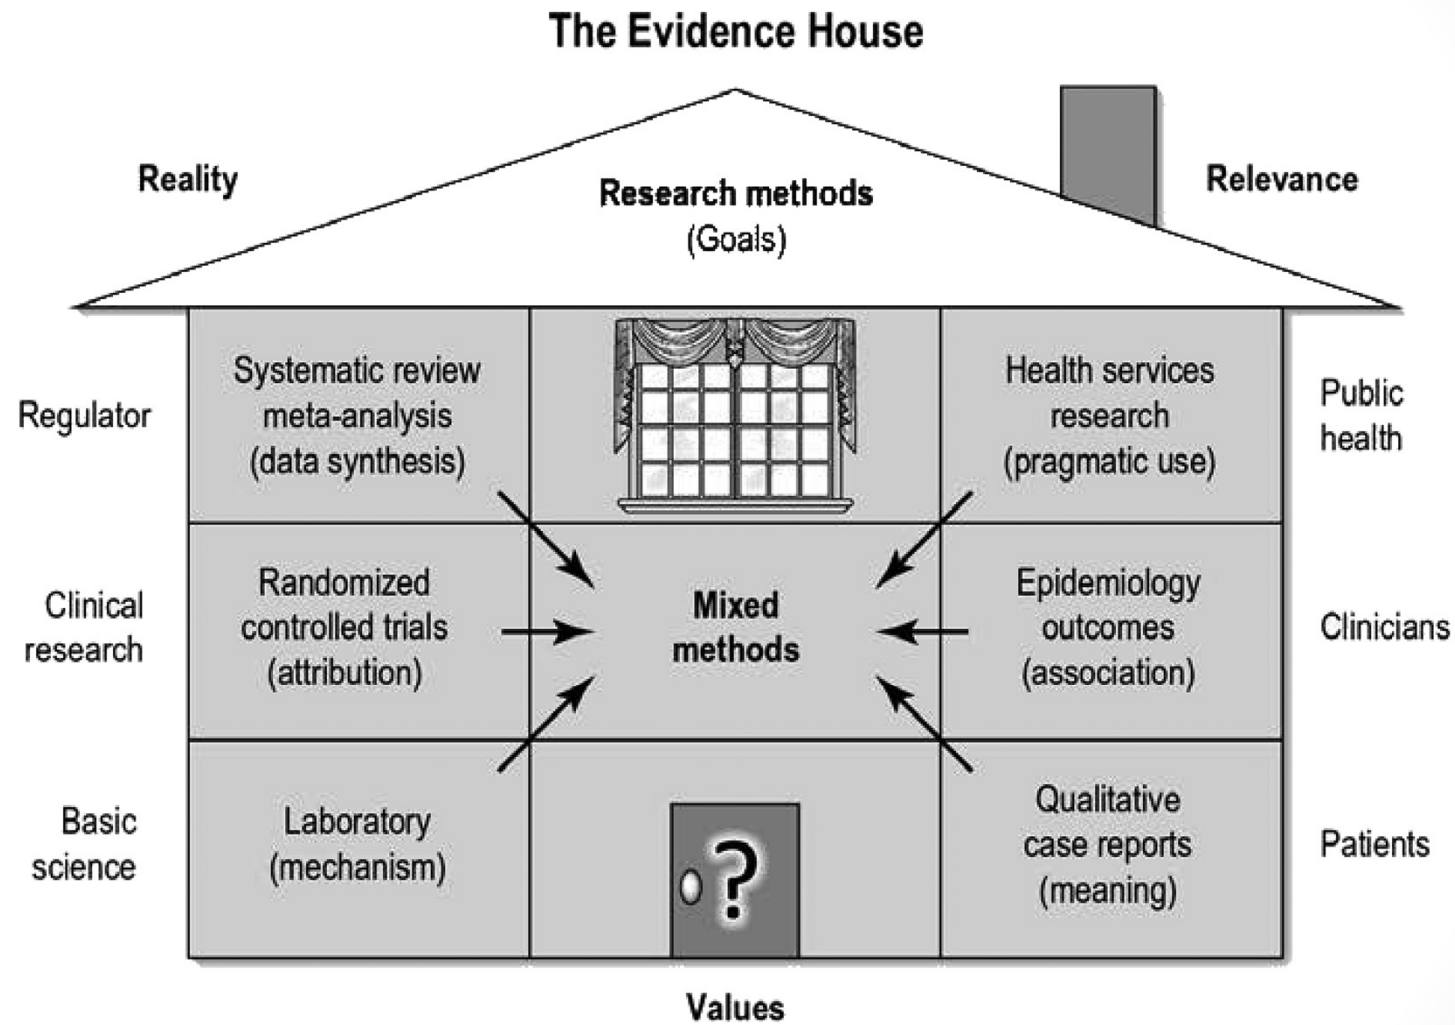 The Evidence House
Reality
Relevance
Research methods
(Goals)
Regulator
Systematic review
meta-analysis
(data synthesis)
Health services
research
(pragmatic use)
Public
health
Clinical
research
Randomized
controlled trials
(attribution)
Mixed
methods
Epidemiology
outcomes
(association)
Clinicians
Basic
science
Laboratory
(mechanism)
?
Qualitative
case reports
(meaning)
Patients
Values